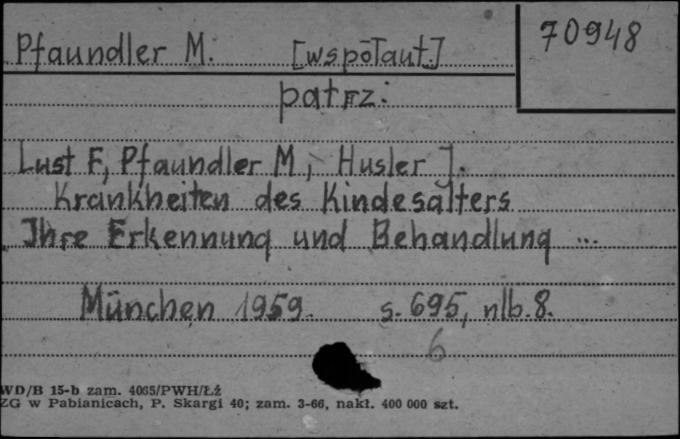 Pfaundler M. [współaut.]
70948
patrz:
Lust F, Pfaundler M, Husler J.
Krankheiten des Kindesalters
Ihre Erkennung und Behandlung ...
München 1959. s. 695, nlb. 8.
6
WD/B 15-b zam. 4065/PWH/Łż
ZG w Pabianicach, P. Skargi 40; zam. 3-66, nakł. 400 000 szt.